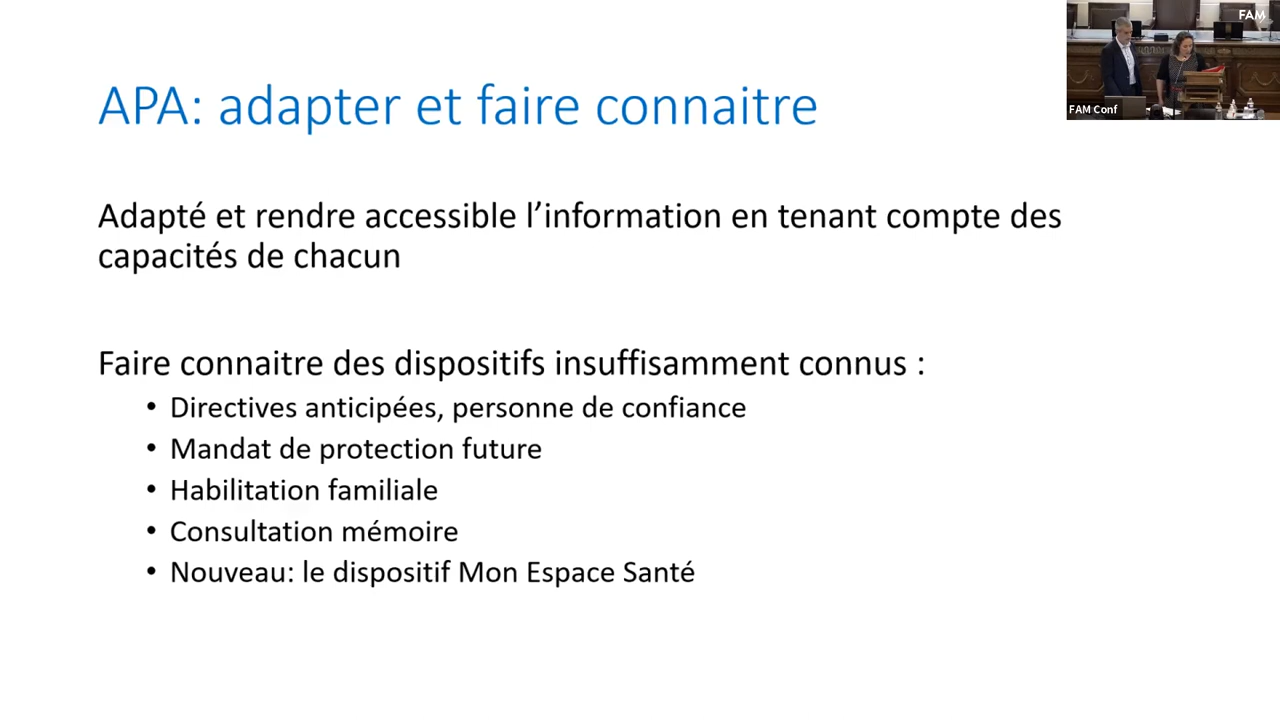 FAM
APA: adapter et faire connaitre
FAM Conf
Adapté et rendre accessible l’information en tenant compte des
capacités de chacun
Faire connaitre des dispositifs insuffisamment connus :
• Directives anticipées, personne de confiance
• Mandat de protection future
• Habilitation familiale
• Consultation mémoire
• Nouveau: le dispositif Mon Espace Santé